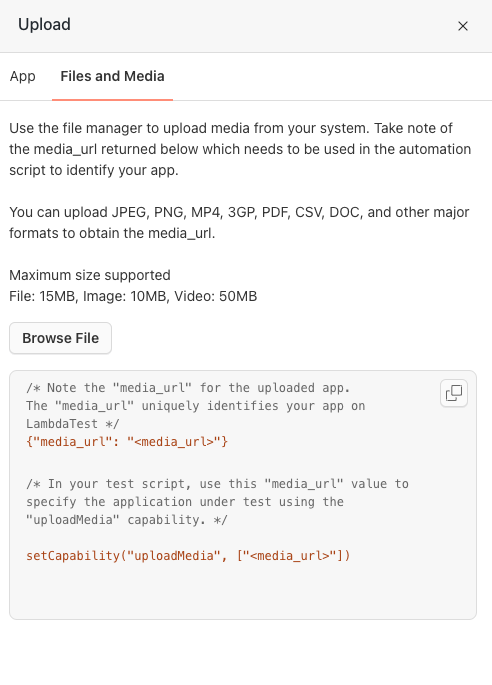 Upload
App
Files and Media
Use the file manager to upload media from your system. Take note of
the media_url returned below which needs to be used in the automation
script to identify your app.
You can upload JPEG, PNG, MP4, 3GP, PDF, CSV, DOC, and other major
formats to obtain the media_url.
Maximum size supported
File: 15MB, Image: 10MB, Video: 50MB
Browse File
/* Note the "media_url" for the uploaded app.
The "media_url" uniquely identifies your app on
LambdaTest */
{"media_url": "<media_url>"}
/* In your test script, use this "media_url" value to
specify the application under test using the
"uploadMedia" capability. */
setCapability("uploadMedia", ["<media_url>"])